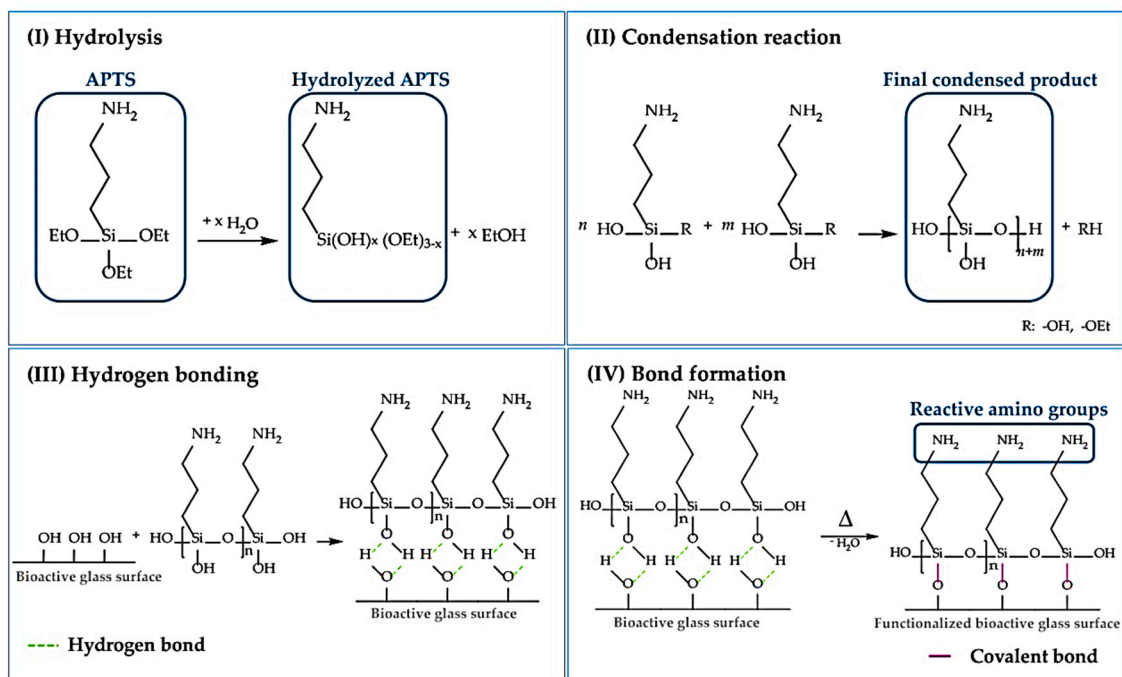 (I) Hydrolysis
APTS
Hydrolyzed APTS
NH2
NH2
EtO—Si—OEt
OEt
+ x H2O
Si(OH)x (OEt)3-x
+ x EtOH
(II) Condensation reaction
Final condensed product
NH2
NH2
NH2
n HO—Si—R + m HO—Si—R
HO—[Si—O—]H n+m + RH
OH
OH
OH
R: -OH, -OEt
(III) Hydrogen bonding
NH2 NH2 NH2
NH2 NH2
HO—[Si—O—]n Si—O—Si—OH
O O O
OH OH OH + HO—[Si—O—]n Si—OH
OH OH
H H H H H H
O O O
Bioactive glass surface
Bioactive glass surface
Hydrogen bond
(IV) Bond formation
Reactive amino groups
NH2 NH2 NH2
NH2 NH2 NH2
HO—[Si—O—]n Si—O—Si—OH
O O O
H H H H H H
O O O
Δ
- H2O
HO—[Si—O—]n Si—O—Si—OH
O O O
Bioactive glass surface
Functionalized bioactive glass surface
Covalent bond